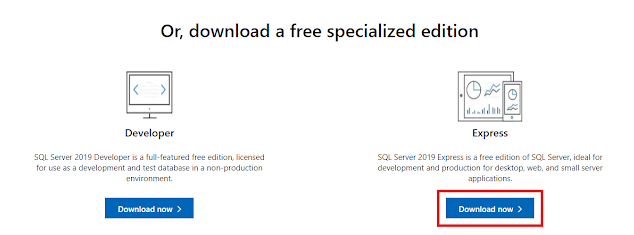 Or, download a free specialized edition
Developer
SQL Server 2019 Developer is a full-featured free edition, licensed
for use as a development and test database in a non-production
environment.
Download now
Express
SQL Server 2019 Express is a free edition of SQL Server, ideal for
development and production for desktop, web, and small server
applications.
Download now